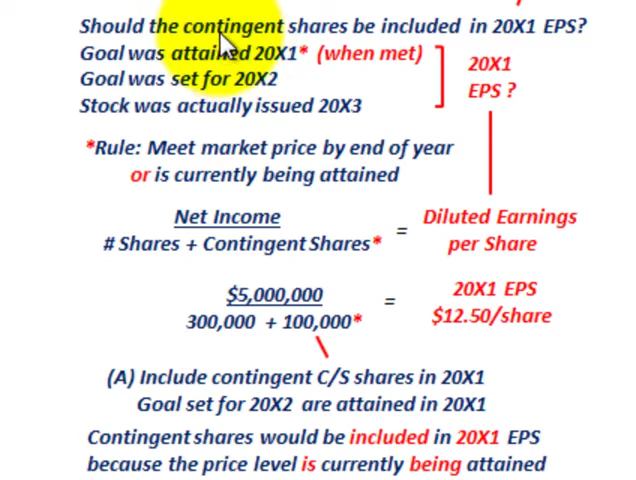 Should the contingent shares be included in 20X1 EPS?
Goal was attained 20X1* (when met)
Goal was set for 20X2
Stock was actually issued 20X3
20X1
EPS ?
*Rule: Meet market price by end of year
or is currently being attained
Net Income
# Shares + Contingent Shares*
=
Diluted Earnings
per Share
$5,000,000
300,000 + 100,000*
=
20X1 EPS
$12.50/share
(A) Include contingent C/S shares in 20X1
Goal set for 20X2 are attained in 20X1
Contingent shares would be included in 20X1 EPS
because the price level is currently being attained